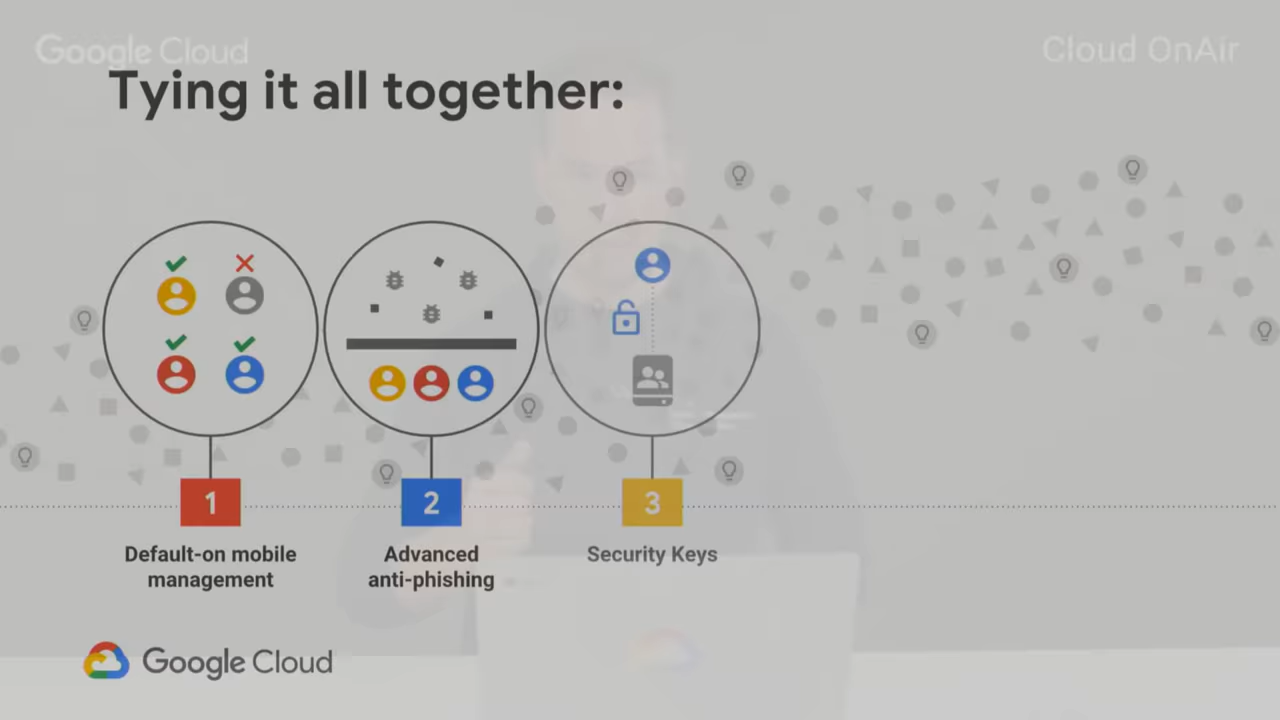 Google Cloud
Cloud OnAir
Tying it all together:
1
2
3
Default-on mobile
management
Advanced
anti-phishing
Security Keys
Google Cloud